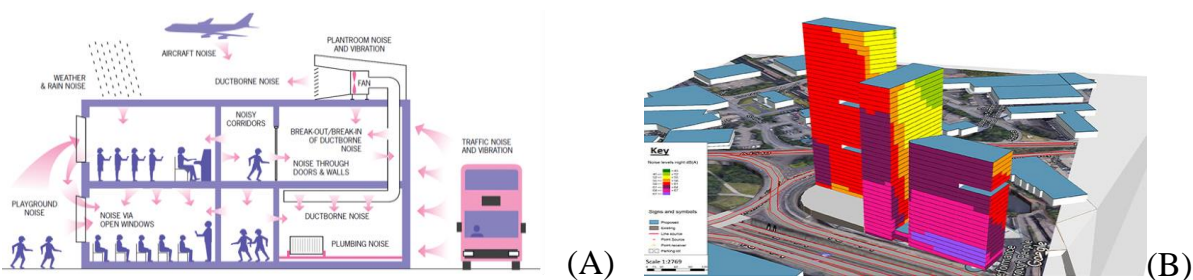 AIRCRAFT NOISE
PLANTROOM NOISE
AND VIBRATION
WEATHER
& RAIN NOISE
DUCTBORNE NOISE
FAN
NOISY
CORRIDORS
BREAK-OUT/BREAK-IN
OF DUCTBORNE
NOISE
NOISE THROUGH
DOORS & WALLS
TRAFFIC NOISE
AND VIBRATION
PLAYGROUND
NOISE
NOISE VIA
OPEN WINDOWS
DUCTBORNE NOISE
PLUMBING NOISE
(A)
Key
Noise levels night dB(A)
Signs and symbols
Proposed
Existing
Line source
Point Source
Point receiver
Parking lot
Scale 1:2769
(B)